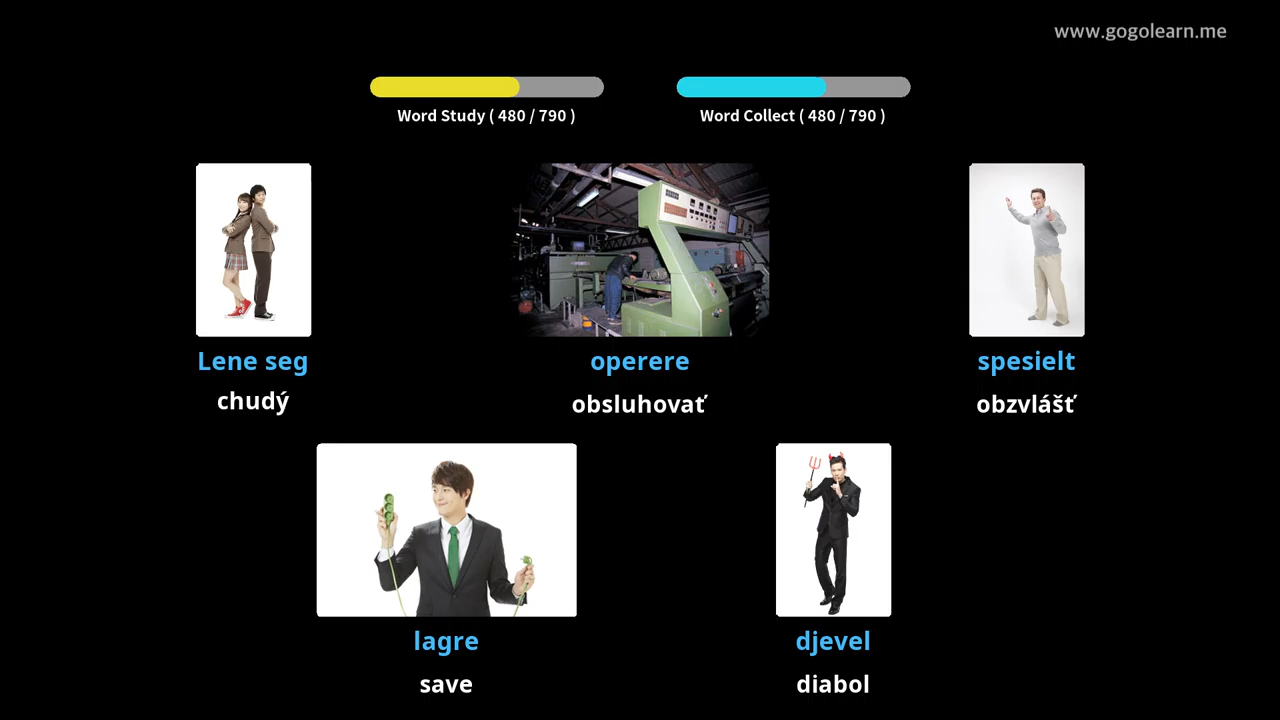 www.gogolearn.me
Word Study ( 480 / 790 )
Word Collect ( 480 / 790 )
Lene seg
chudý
operere
obsluhovať
spesielt
obzvlášť
lagre
save
djevel
diabol